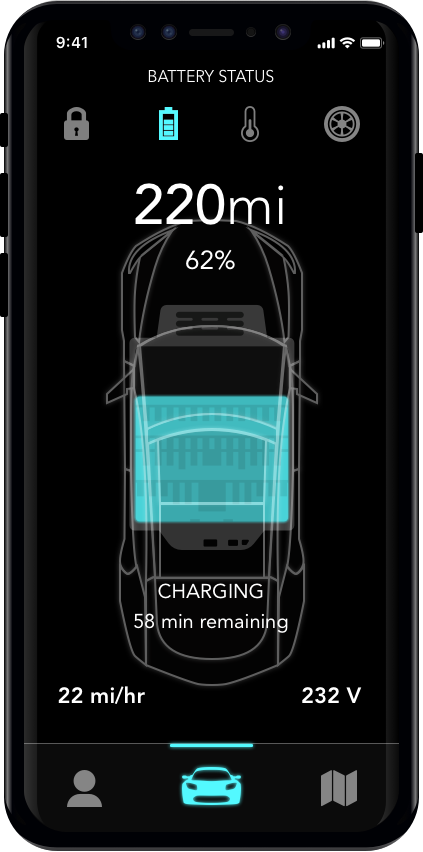 9:41
BATTERY STATUS
220mi
62%
CHARGING
58 min remaining
22 mi/hr
232 V